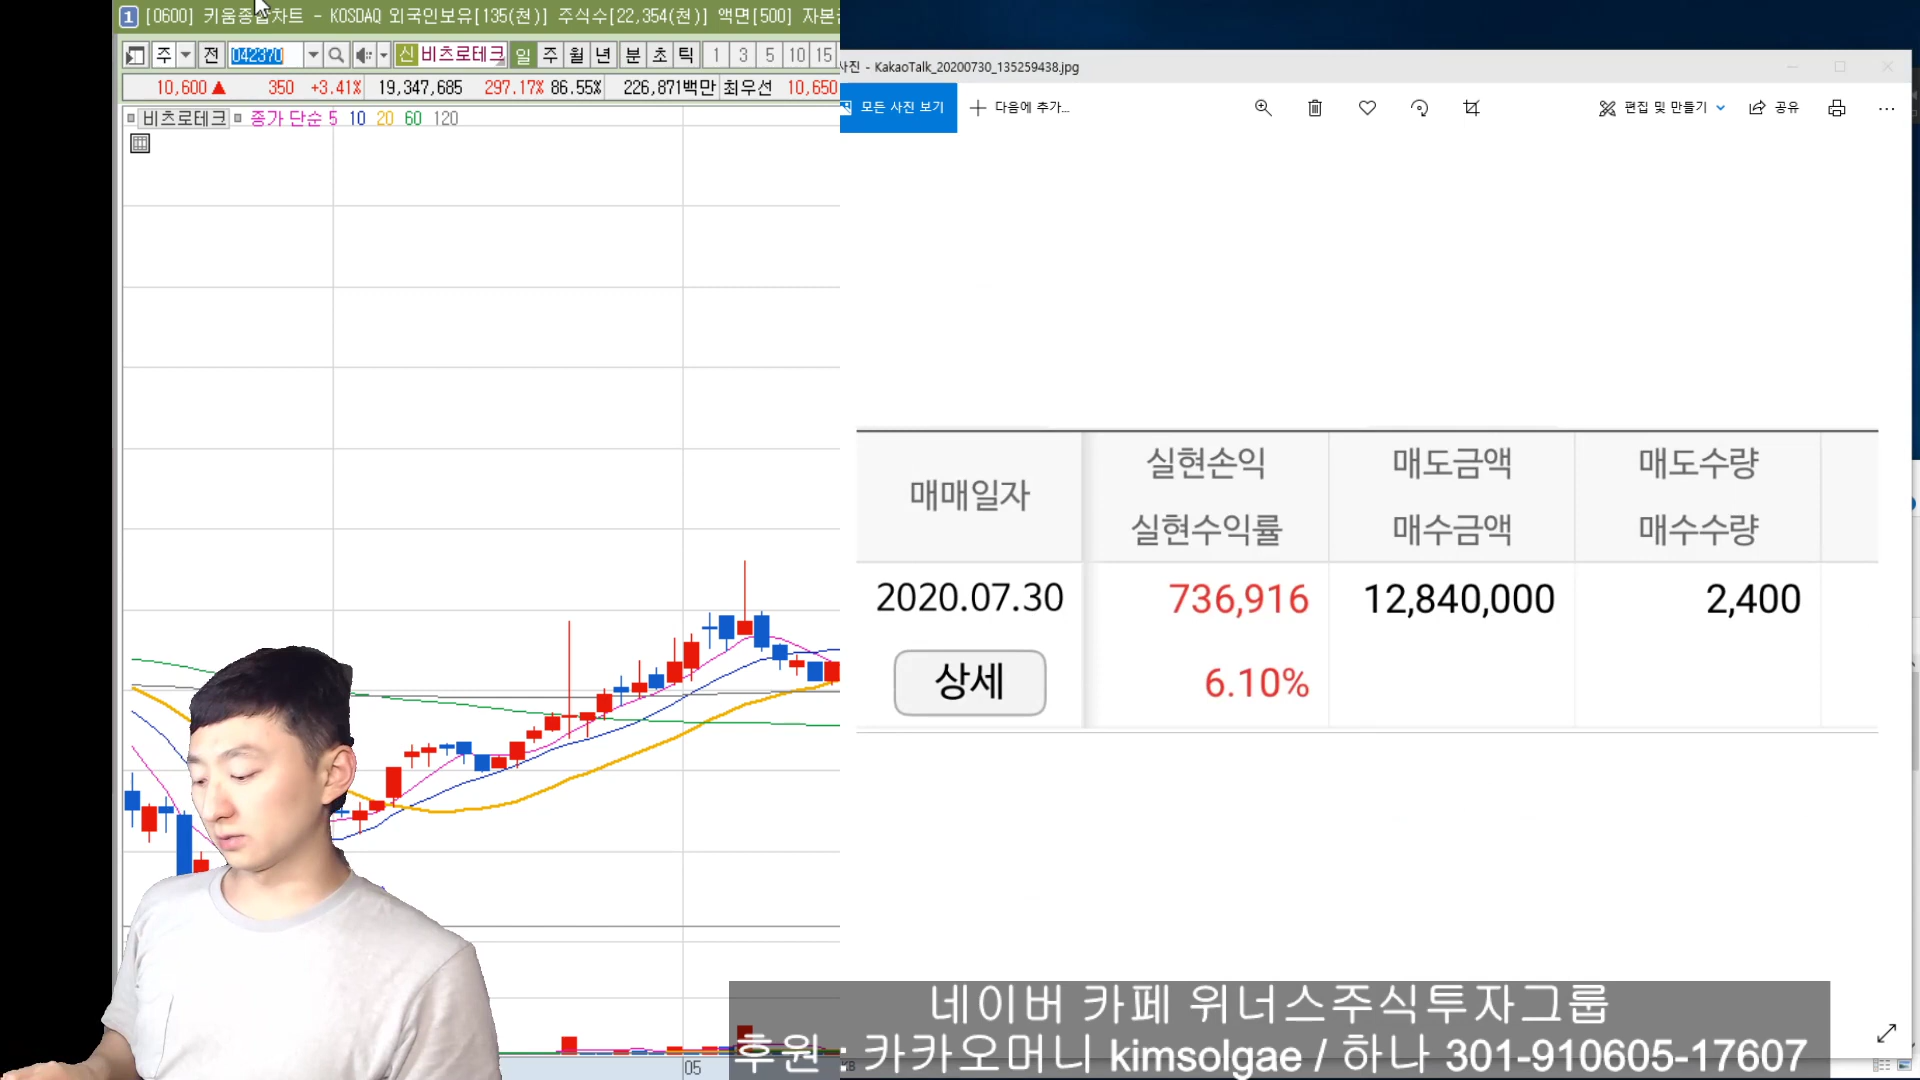 1 [0600] 키움종합차트 - KOSDAQ 외국인보유[135(천)] 주식수[22,354(천)] 액면[500] 자본
주 전 042370 신 비츠로테크 일 주 월 년 분 초 틱 1 3 5 10 15
10,600 ▲ 350 +3.41% 19,347,685 297.17% 86.55% 226,871백만 최우선 10,650
비츠로테크 종가 단순 5 10 20 60 120
사진 - KakaoTalk_20200730_135259438.jpg
모든 사진 보기 다음에 추가... 편집 및 만들기 공유
매매일자 실현손익 매도금액 매도수량
실현수익률 매수금액 매수수량
2020.07.30 736,916 12,840,000 2,400
상세 6.10%
05
네이버 카페 위너스주식투자그룹
후원 : 카카오머니 kimsolgae / 하나 301-910605-17607